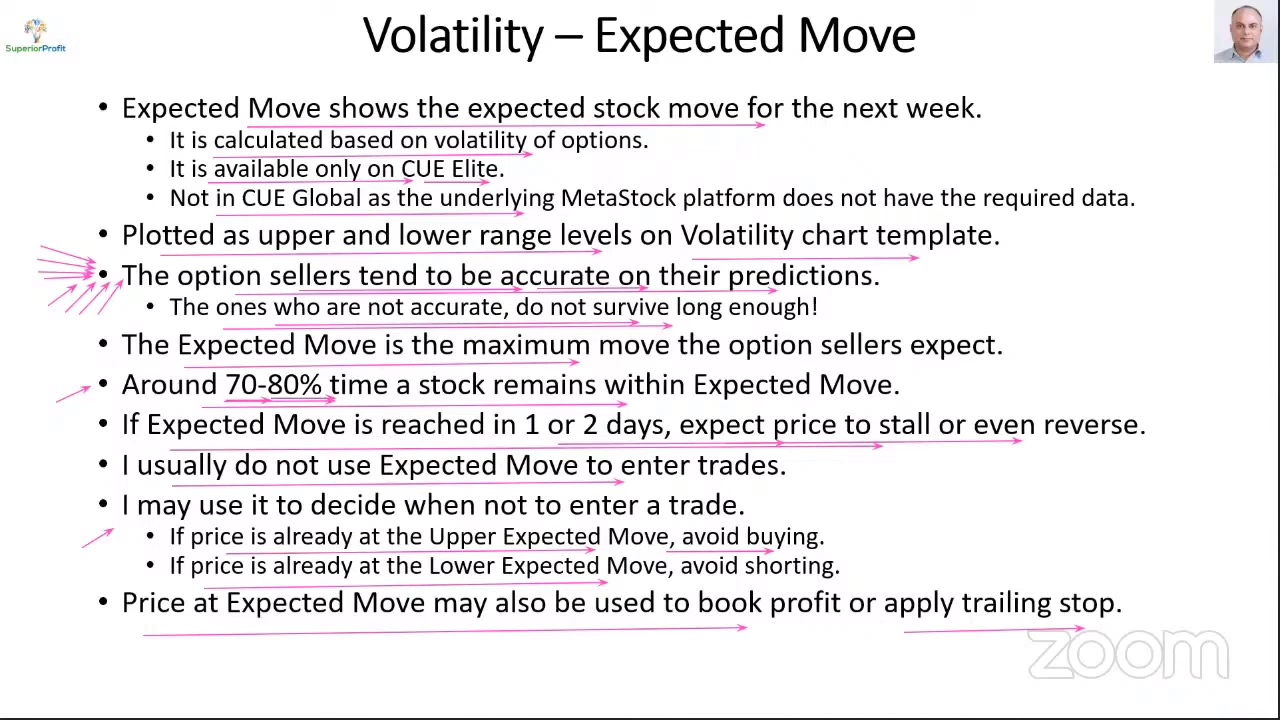 SuperiorProfit
Volatility – Expected Move
• Expected Move shows the expected stock move for the next week.
• It is calculated based on volatility of options.
• It is available only on CUE Elite.
• Not in CUE Global as the underlying MetaStock platform does not have the required data.
• Plotted as upper and lower range levels on Volatility chart template.
• The option sellers tend to be accurate on their predictions.
• The ones who are not accurate, do not survive long enough!
• The Expected Move is the maximum move the option sellers expect.
• Around 70-80% time a stock remains within Expected Move.
• If Expected Move is reached in 1 or 2 days, expect price to stall or even reverse.
• I usually do not use Expected Move to enter trades.
• I may use it to decide when not to enter a trade.
• If price is already at the Upper Expected Move, avoid buying.
• If price is already at the Lower Expected Move, avoid shorting.
• Price at Expected Move may also be used to book profit or apply trailing stop.
zoom